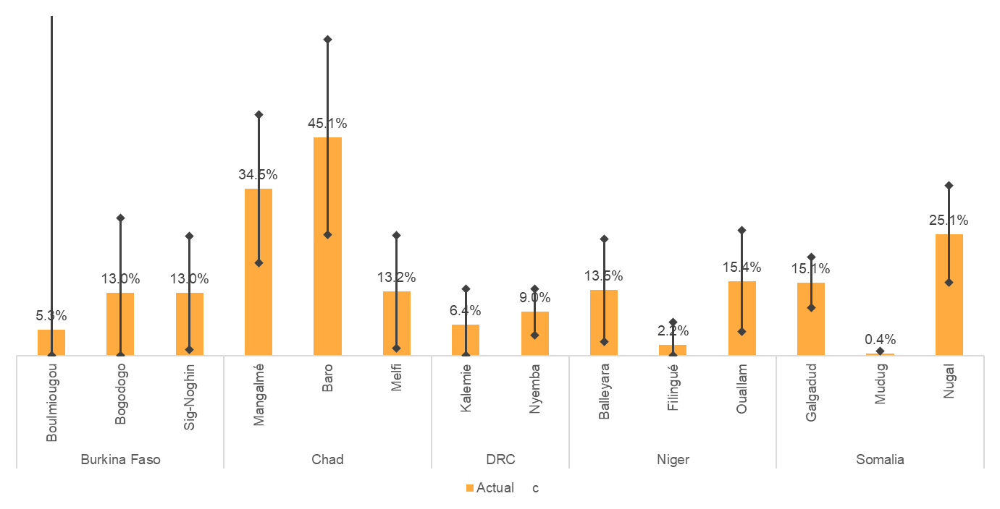 45.1%
34.5%
25.1%
15.4%
15.1%
13.5%
13.0%
13.0%
13.2%
9.0%
6.4%
5.3%
2.2%
0.4%
Boulmiougou
Bogodogo
Sig-Noghin
Mangalmé
Baro
Melfi
Kalemie
Nyemba
Balleyara
Filingué
Ouallam
Galgadud
Mudug
Nugal
Burkina Faso
Chad
DRC
Niger
Somalia
Actual c